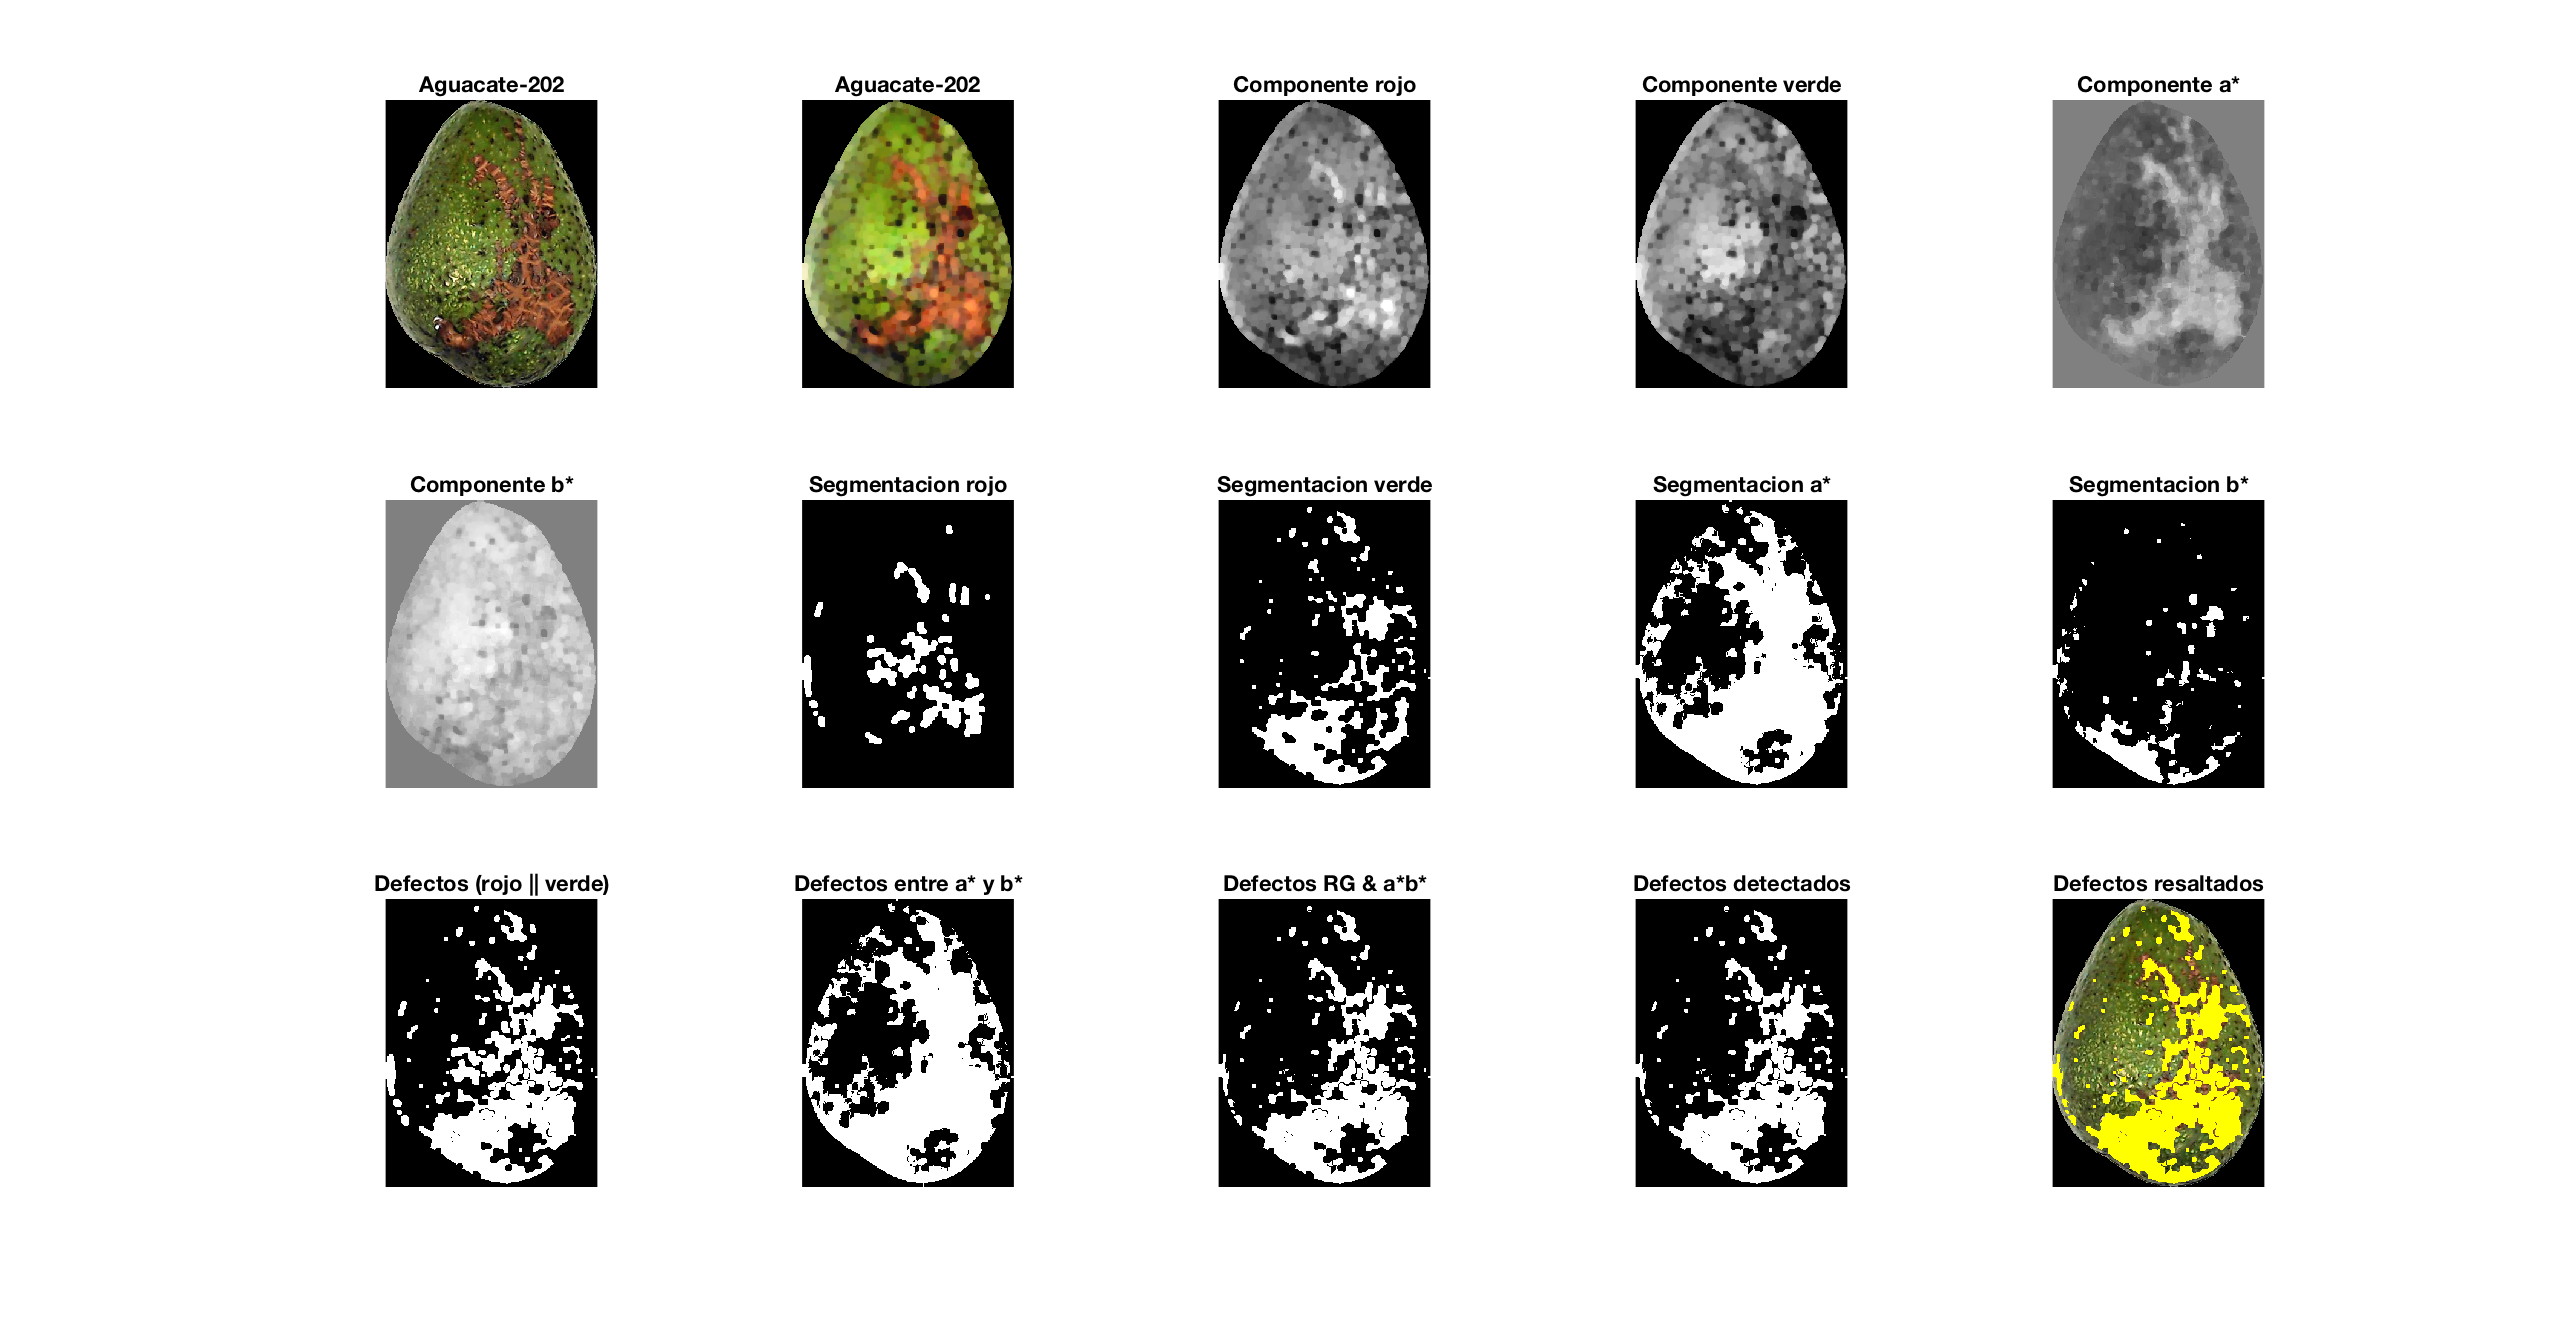 Aguacate-202
Aguacate-202
Componente rojo
Componente verde
Componente a*
Componente b*
Segmentacion rojo
Segmentacion verde
Segmentacion a*
Segmentacion b*
Defectos (rojo || verde)
Defectos entre a* y b*
Defectos RG & a*b*
Defectos detectados
Defectos resaltados